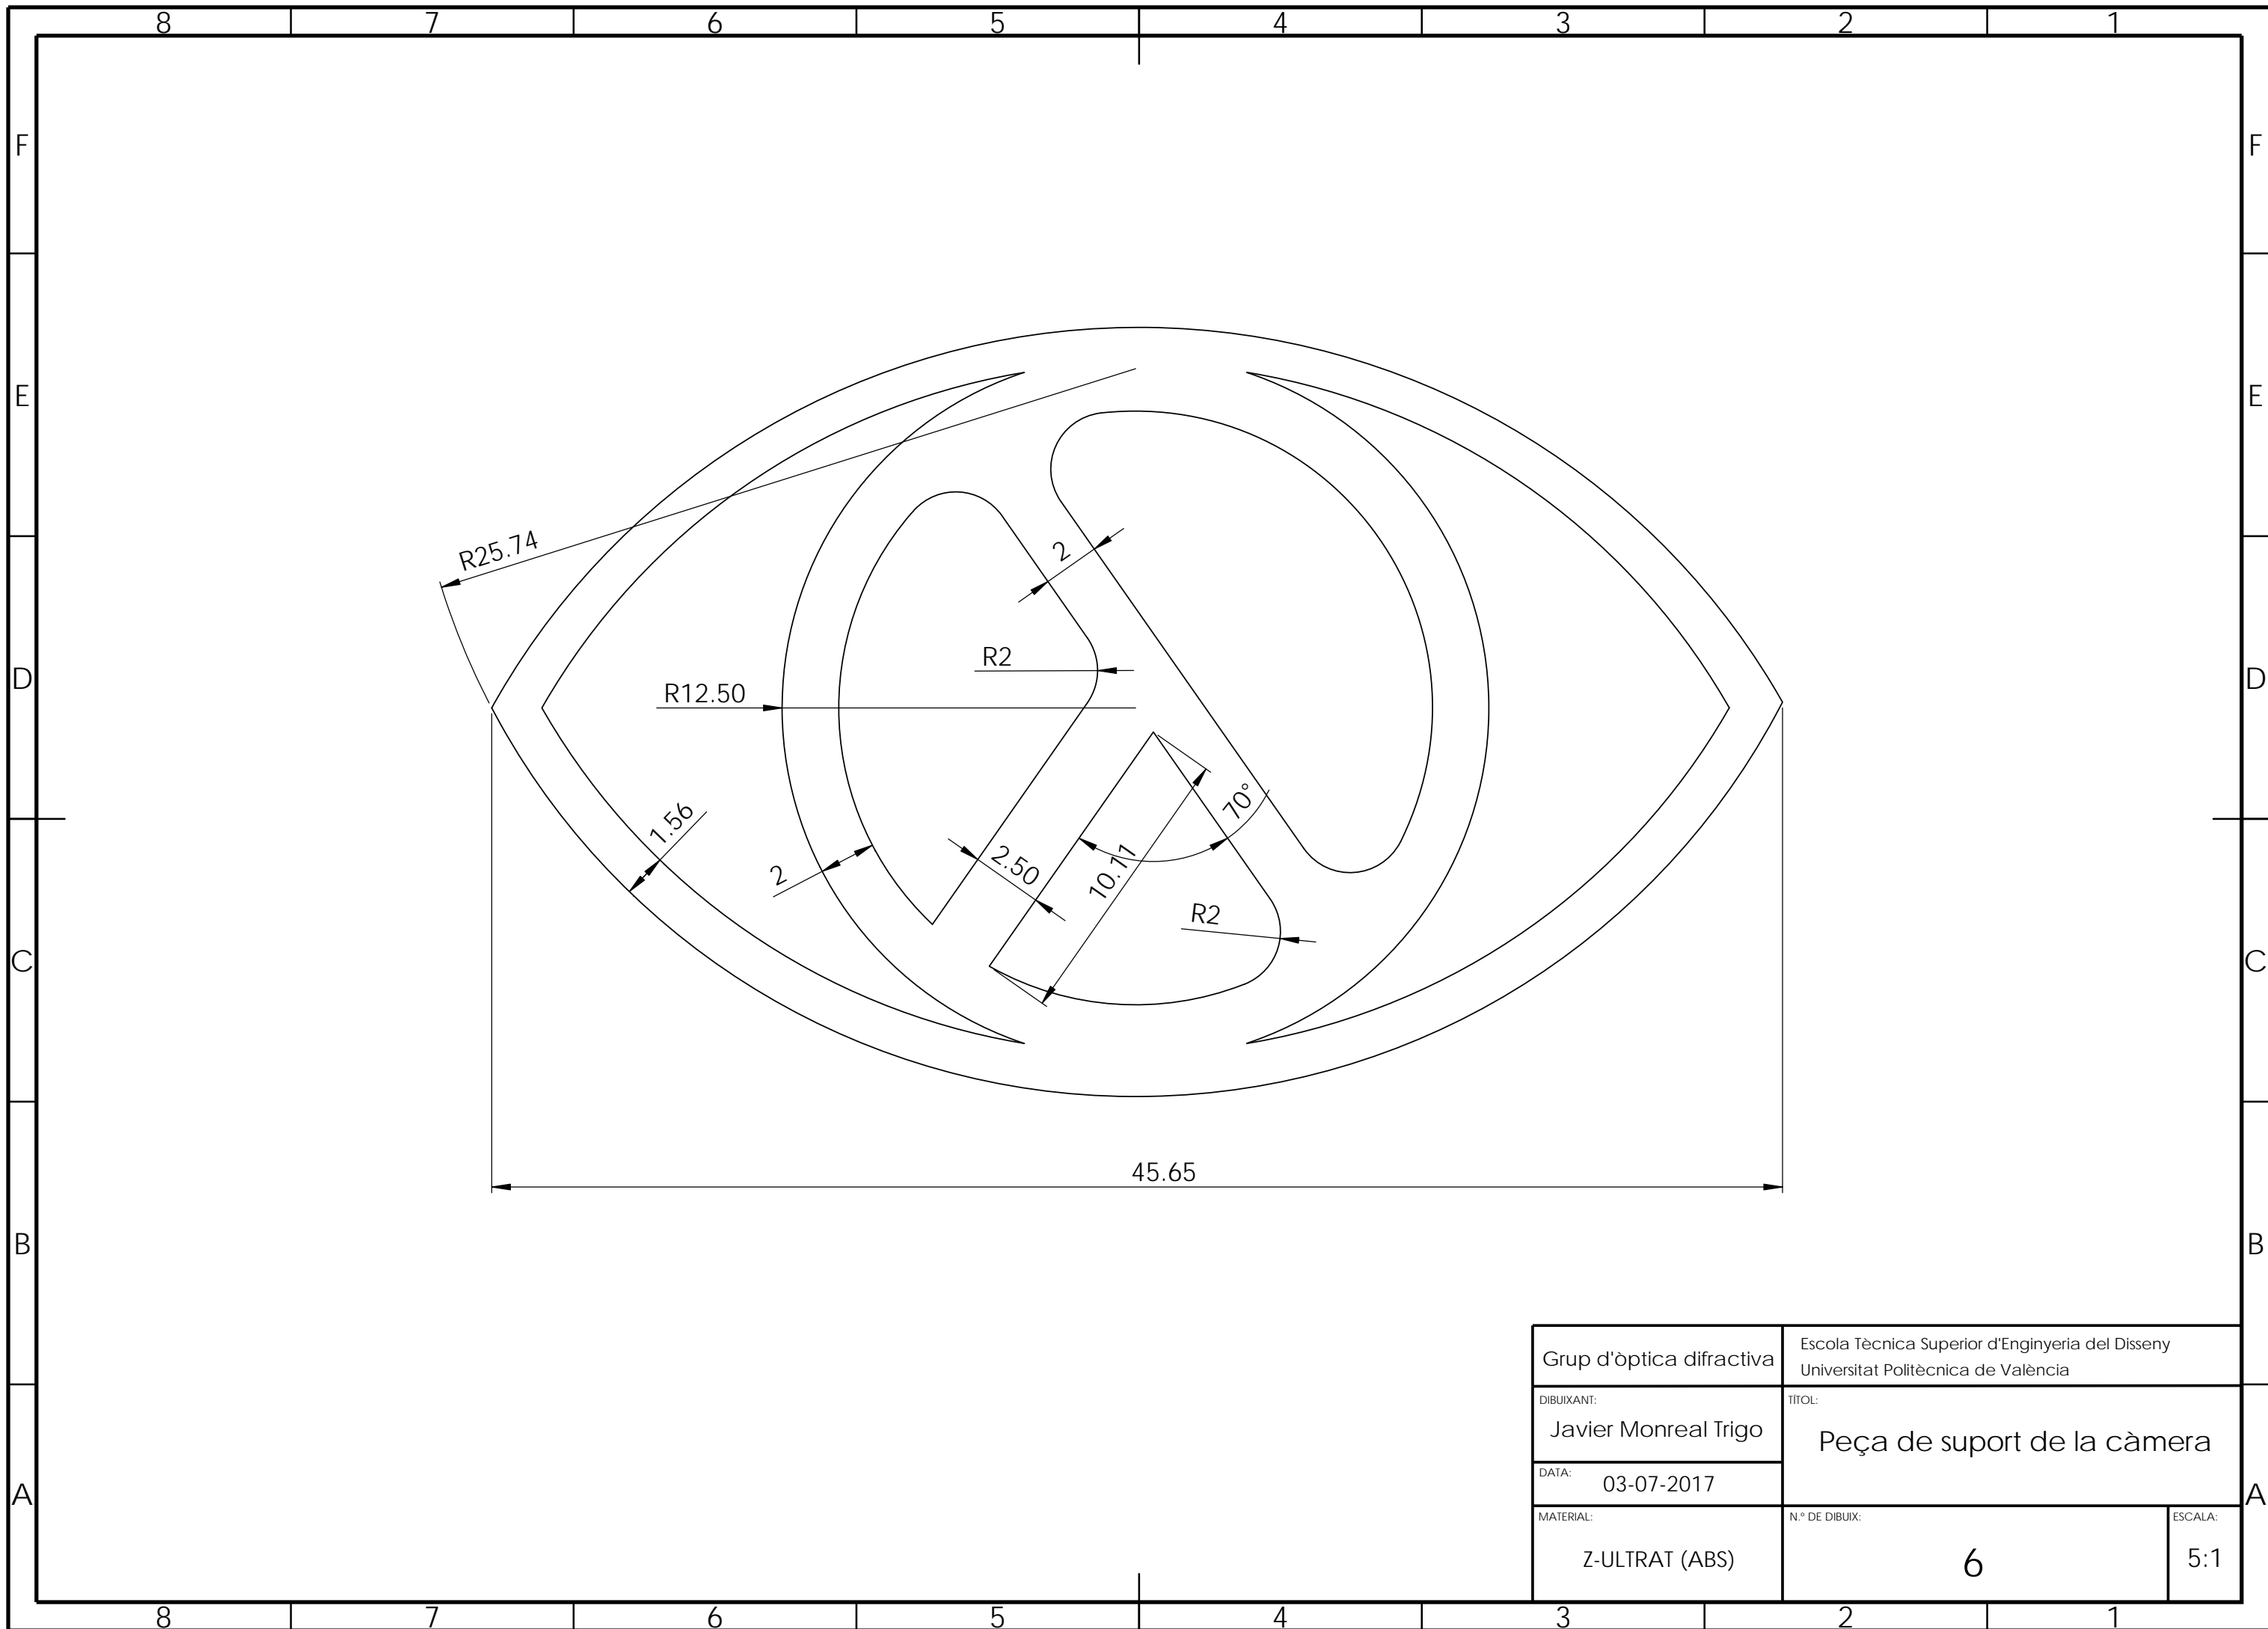 8 7 6 5 4 3 2 1
F F
E E
D D
C C
B B
A A
R25.74
2
R2
R12.50
1.56
2
2.50
10.11
70°
R2
45.65
Grup d'òptica difractiva
Escola Tècnica Superior d'Enginyeria del Disseny
Universitat Politècnica de València
DIBUIXANT:
Javier Monreal Trigo
TÍTOL:
Peça de suport de la càmera
DATA:
03-07-2017
MATERIAL:
Z-ULTRAT (ABS)
N.º DE DIBUIX:
6
ESCALA:
5:1
8 7 6 5 4 3 2 1